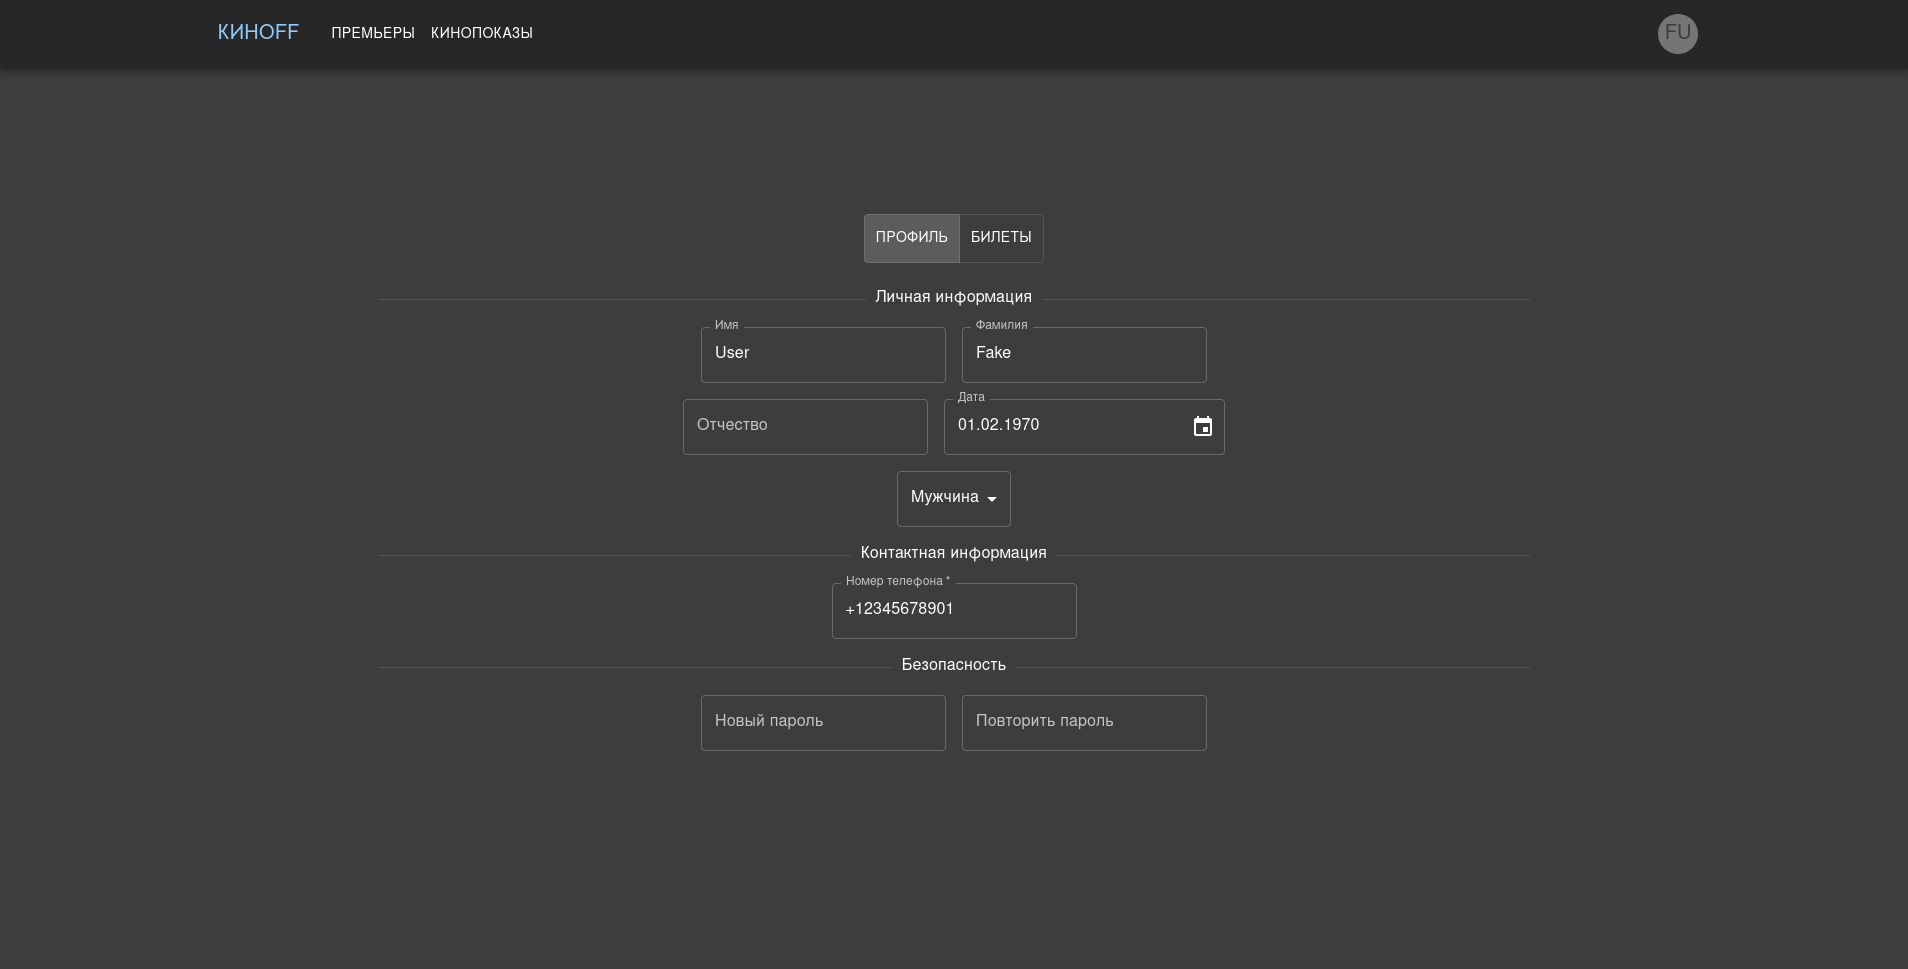 КИНОFF ПРЕМЬЕРЫ КИНОПОКАЗЫ FU
ПРОФИЛЬ БИЛЕТЫ
Личная информация
Имя Фамилия
User Fake
Дата
Отчество 01.02.1970
Мужчина
Контактная информация
Номер телефона *
+12345678901
Безопасность
Новый пароль Повторить пароль